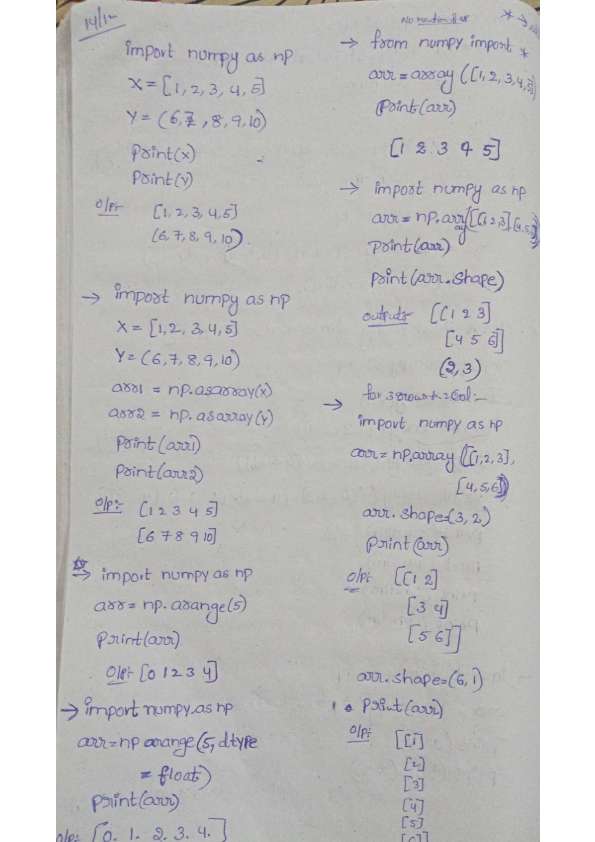 14/12
import numpy as np
X = [1, 2, 3, 4, 5]
Y = (6, 7, 8, 9, 10)
print(x)
print(y)
o/p:- [1, 2, 3, 4, 5]
(6, 7, 8, 9, 10).
→ import numpy as np
X = [1, 2, 3, 4, 5]
Y = (6, 7, 8, 9, 10)
arr1 = np.asarray(x)
arr2 = np.asarray(y)
print(arr1)
print(arr2)
o/p:- [1 2 3 4 5]
[6 7 8 9 10]
→ import numpy as np
arr = np.arange(5)
print(arr)
o/p:- [0 1 2 3 4]
→ import numpy as np
arr = np arange(5, dtype
= float)
print(arr)
o/p:- [0. 1. 2. 3. 4.]
No
* →
→ from numpy import *
arr = array([1, 2, 3, 4, 5])
print(arr)
[1 2 3 4 5]
→ import numpy as np
arr = np.array([[1 2 3], [4, 5, 6]])
print(arr)
print(arr.shape)
output:- [[1 2 3]
[4 5 6]]
(2, 3)
→ for 3 row & 2 col:-
import numpy as np
arr = np.array([[1, 2, 3],
[4, 5, 6]])
arr.shape=(3, 2)
print(arr)
o/p:- [[1 2]
[3 4]
[5 6]]
arr.shape=(6, 1)
print(arr)
o/p:- [[1]
[2]
[3]
[4]
[5]
[6]]